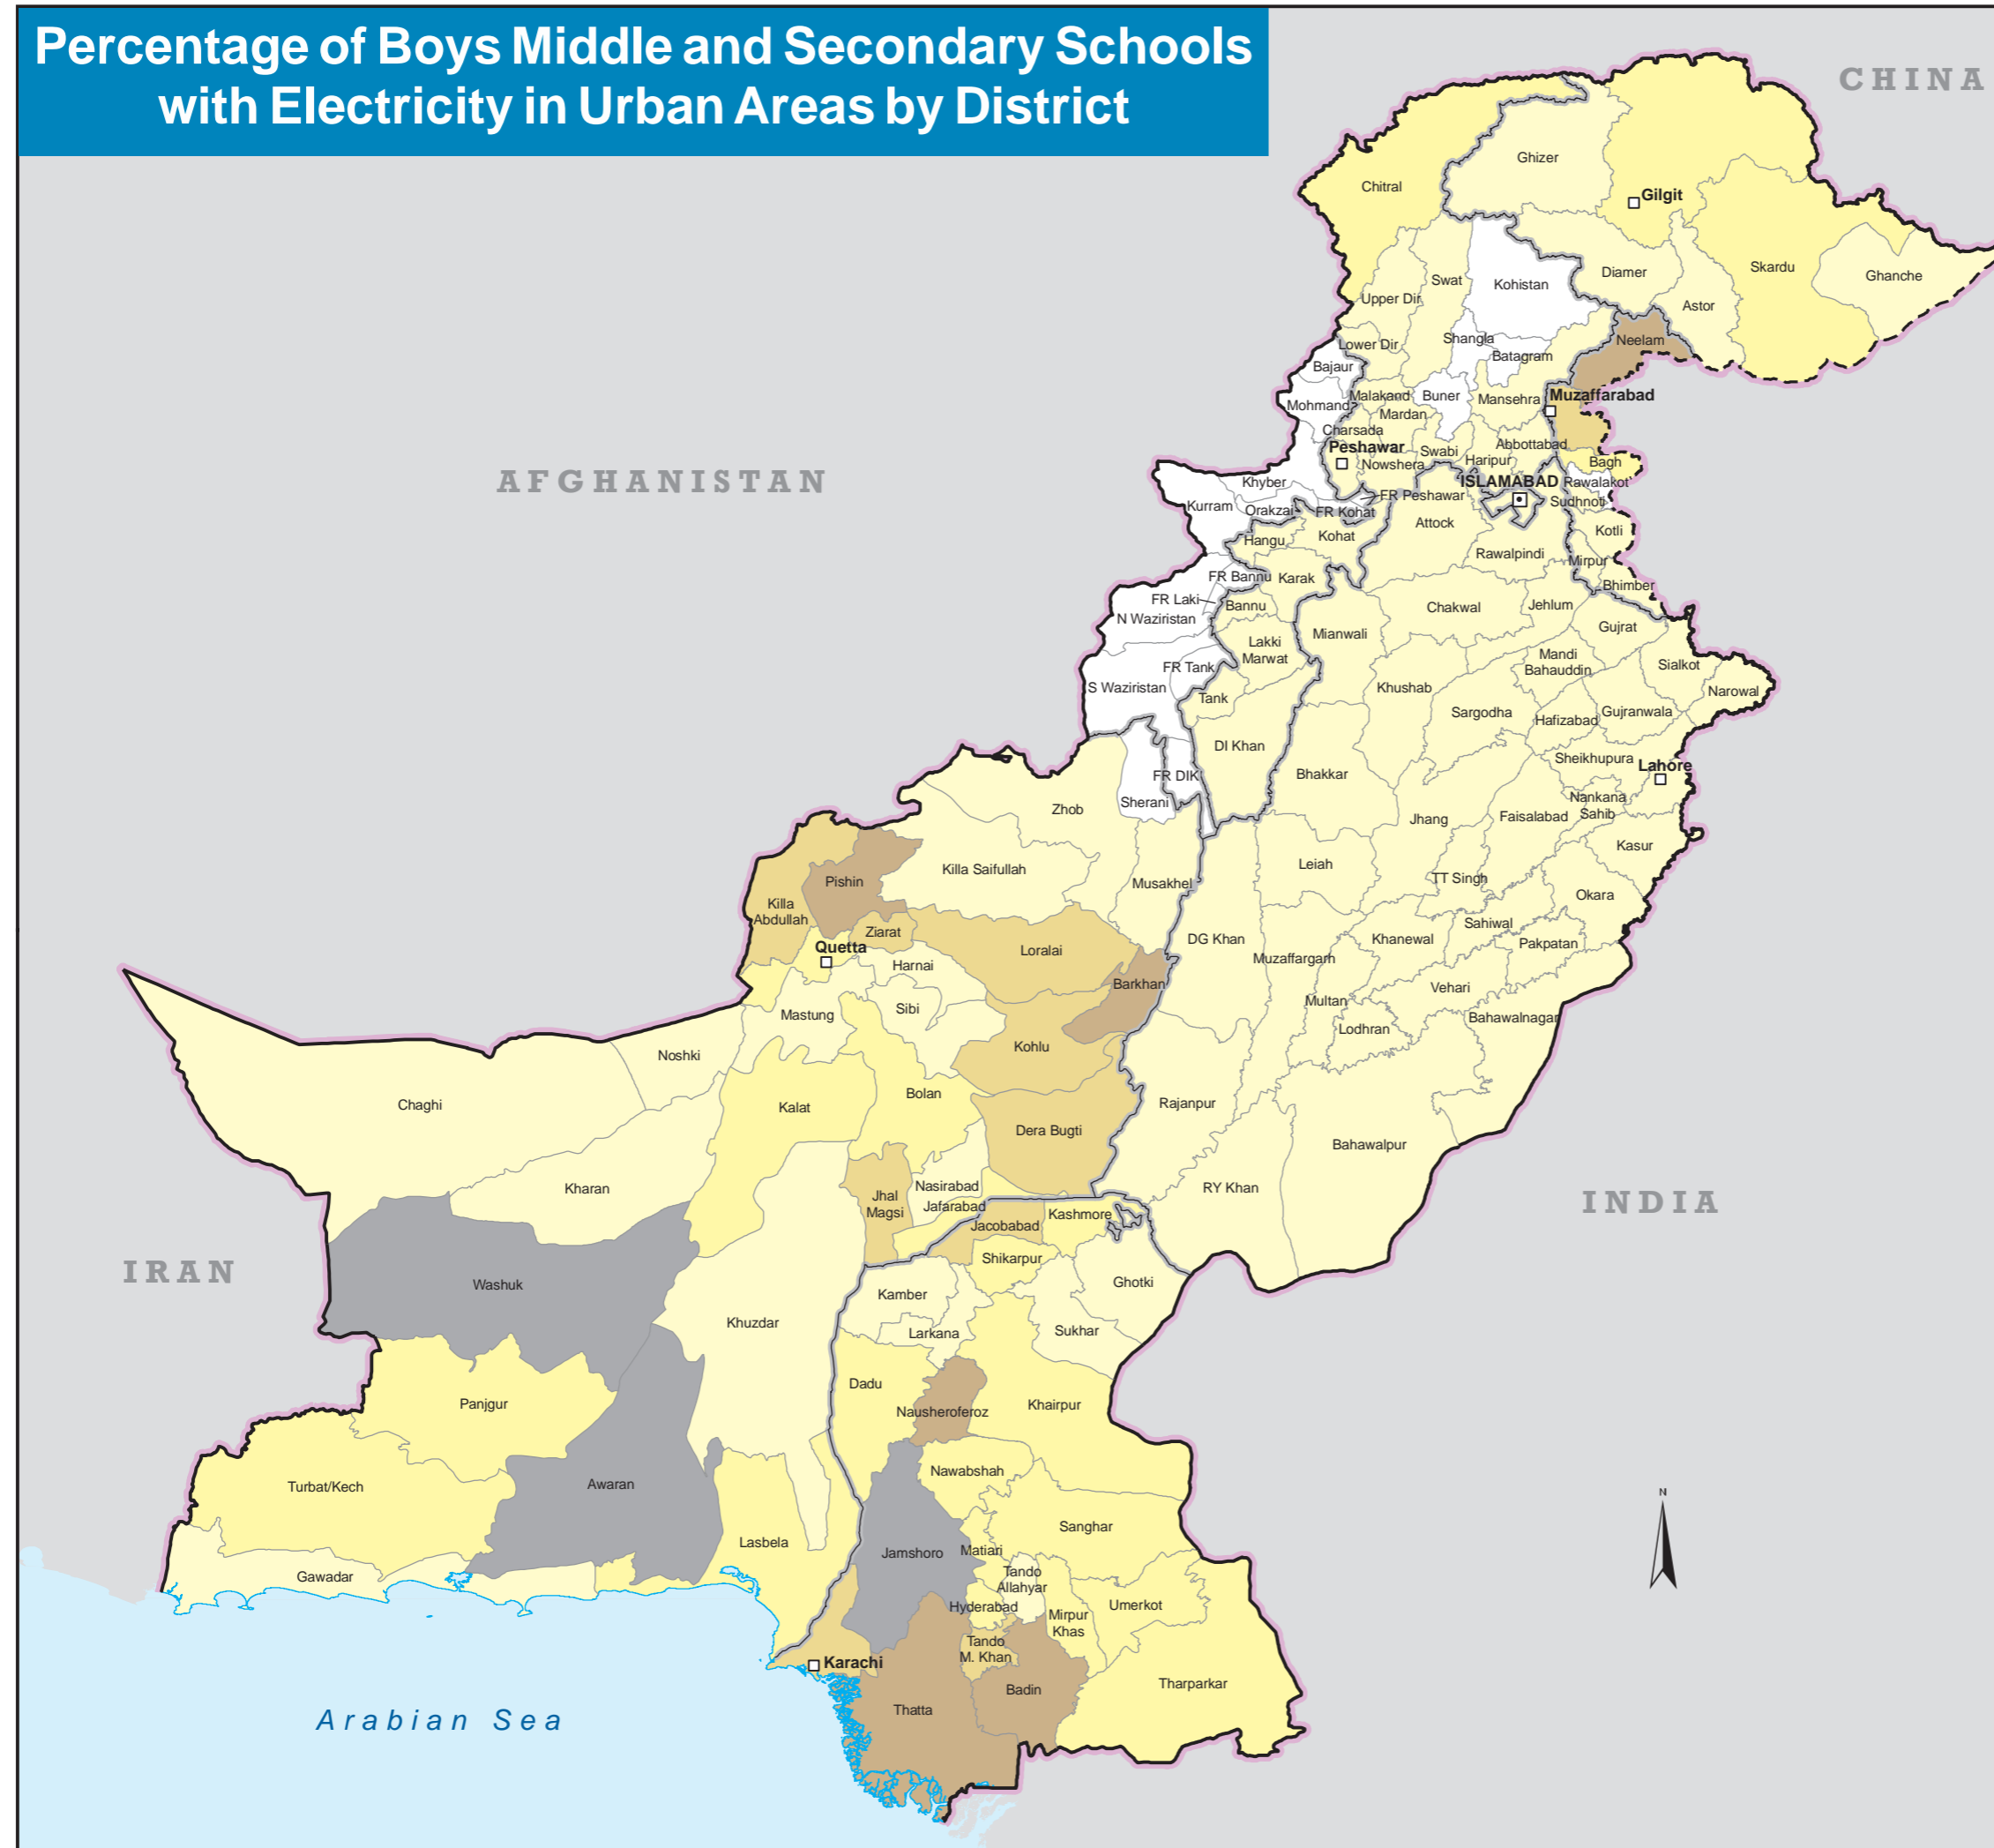 Percentage of Boys Middle and Secondary Schools
with Electricity in Urban Areas by District
CHINA
Ghizer
Chitral
Gilgit
Skardu
Ghanche
Diamer
Astor
Swat
Kohistan
Upper Dir
Neelam
Shangla
Lower Dir
Batagram
Bajaur
Malakand
Buner
Mansehra
Muzaffarabad
Mohmand
Mardan
Charsada
Abbottabad
Peshawar
Swabi
Haripur
Bagh
Nowshera
AFGHANISTAN
Khyber
ISLAMABAD
Rawalakot
FR Peshawar
Sudhnoti
Kurram
Orakzai
FR Kohat
Attock
Kotli
Hangu
Kohat
Rawalpindi
Mirpur
FR Bannu
Karak
Bhimber
FR Laki
Bannu
Chakwal
Jehlum
N Waziristan
Mianwali
Gujrat
Lakki
Marwat
Mandi
Bahauddin
Sialkot
FR Tank
S Waziristan
Khushab
Narowal
Tank
Sargodha
Hafizabad
Gujranwala
DI Khan
Sheikhupura
Lahore
FR DIK
Bhakkar
Sherani
Zhob
Nankana
Sahib
Jhang
Faisalabad
Kasur
Killa Saifullah
Leiah
Pishin
Musakhel
TT Singh
Okara
Killa
Abdullah
Ziarat
Sahiwal
Quetta
Loralai
DG Khan
Khanewal
Pakpatan
Harnai
Muzaffargarh
Barkhan
Vehari
Mastung
Sibi
Multan
Bahawalnagar
Lodhran
Kohlu
Noshki
Bolan
Chaghi
Kalat
Rajanpur
Dera Bugti
Bahawalpur
Kharan
Nasirabad
RY Khan
Jhal
Magsi
Jafarabad
INDIA
Kashmore
Jacobabad
IRAN
Shikarpur
Washuk
Ghotki
Kamber
Khuzdar
Larkana
Sukhar
Dadu
Panjgur
Nausheroferoz
Khairpur
Nawabshah
Turbat/Kech
Awaran
N
Sanghar
Lasbela
Jamshoro
Matiari
Gawadar
Tando
Allahyar
Hyderabad
Umerkot
Mirpur
Khas
Tando
M. Khan
Karachi
Badin
Tharparkar
Thatta
Arabian Sea